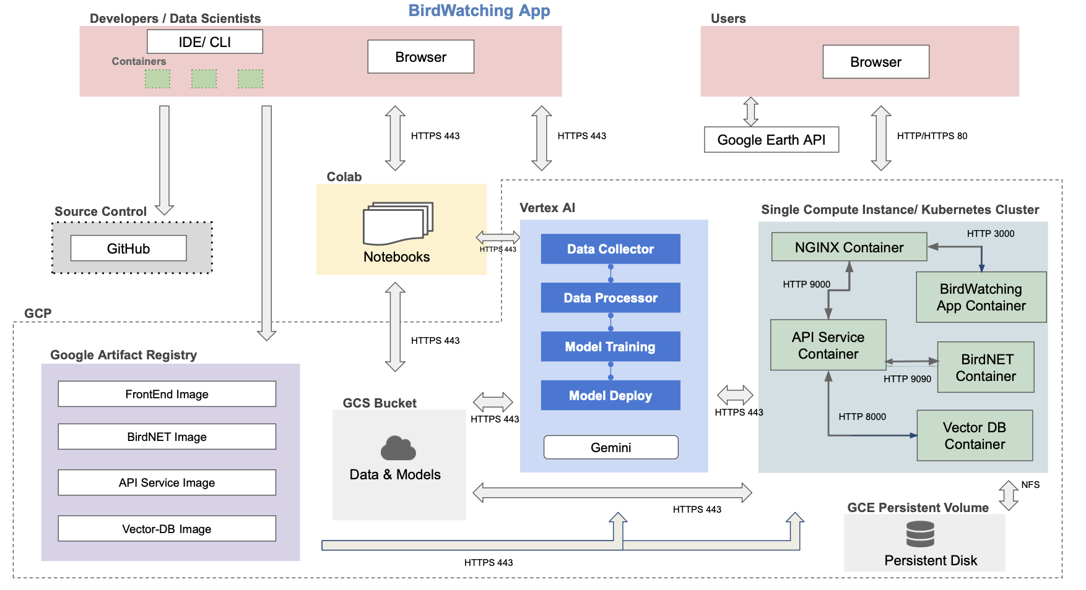 BirdWatching App
Developers / Data Scientists
IDE/ CLI
Containers
Browser
Users
Browser
HTTPS 443
HTTPS 443
Google Earth API
HTTP/HTTPS 80
Source Control
GitHub
Colab
Notebooks
HTTPS 443
HTTPS 443
Vertex AI
Data Collector
Data Processor
Model Training
Model Deploy
Gemini
Single Compute Instance/ Kubernetes Cluster
NGINX Container
HTTP 3000
HTTP 9000
BirdWatching
App Container
API Service
Container
BirdNET
Container
HTTP 9090
HTTP 8000
Vector DB
Container
GCP
Google Artifact Registry
FrontEnd Image
BirdNET Image
API Service Image
Vector-DB Image
GCS Bucket
Data & Models
HTTPS 443
HTTPS 443
HTTPS 443
HTTPS 443
NFS
GCE Persistent Volume
Persistent Disk